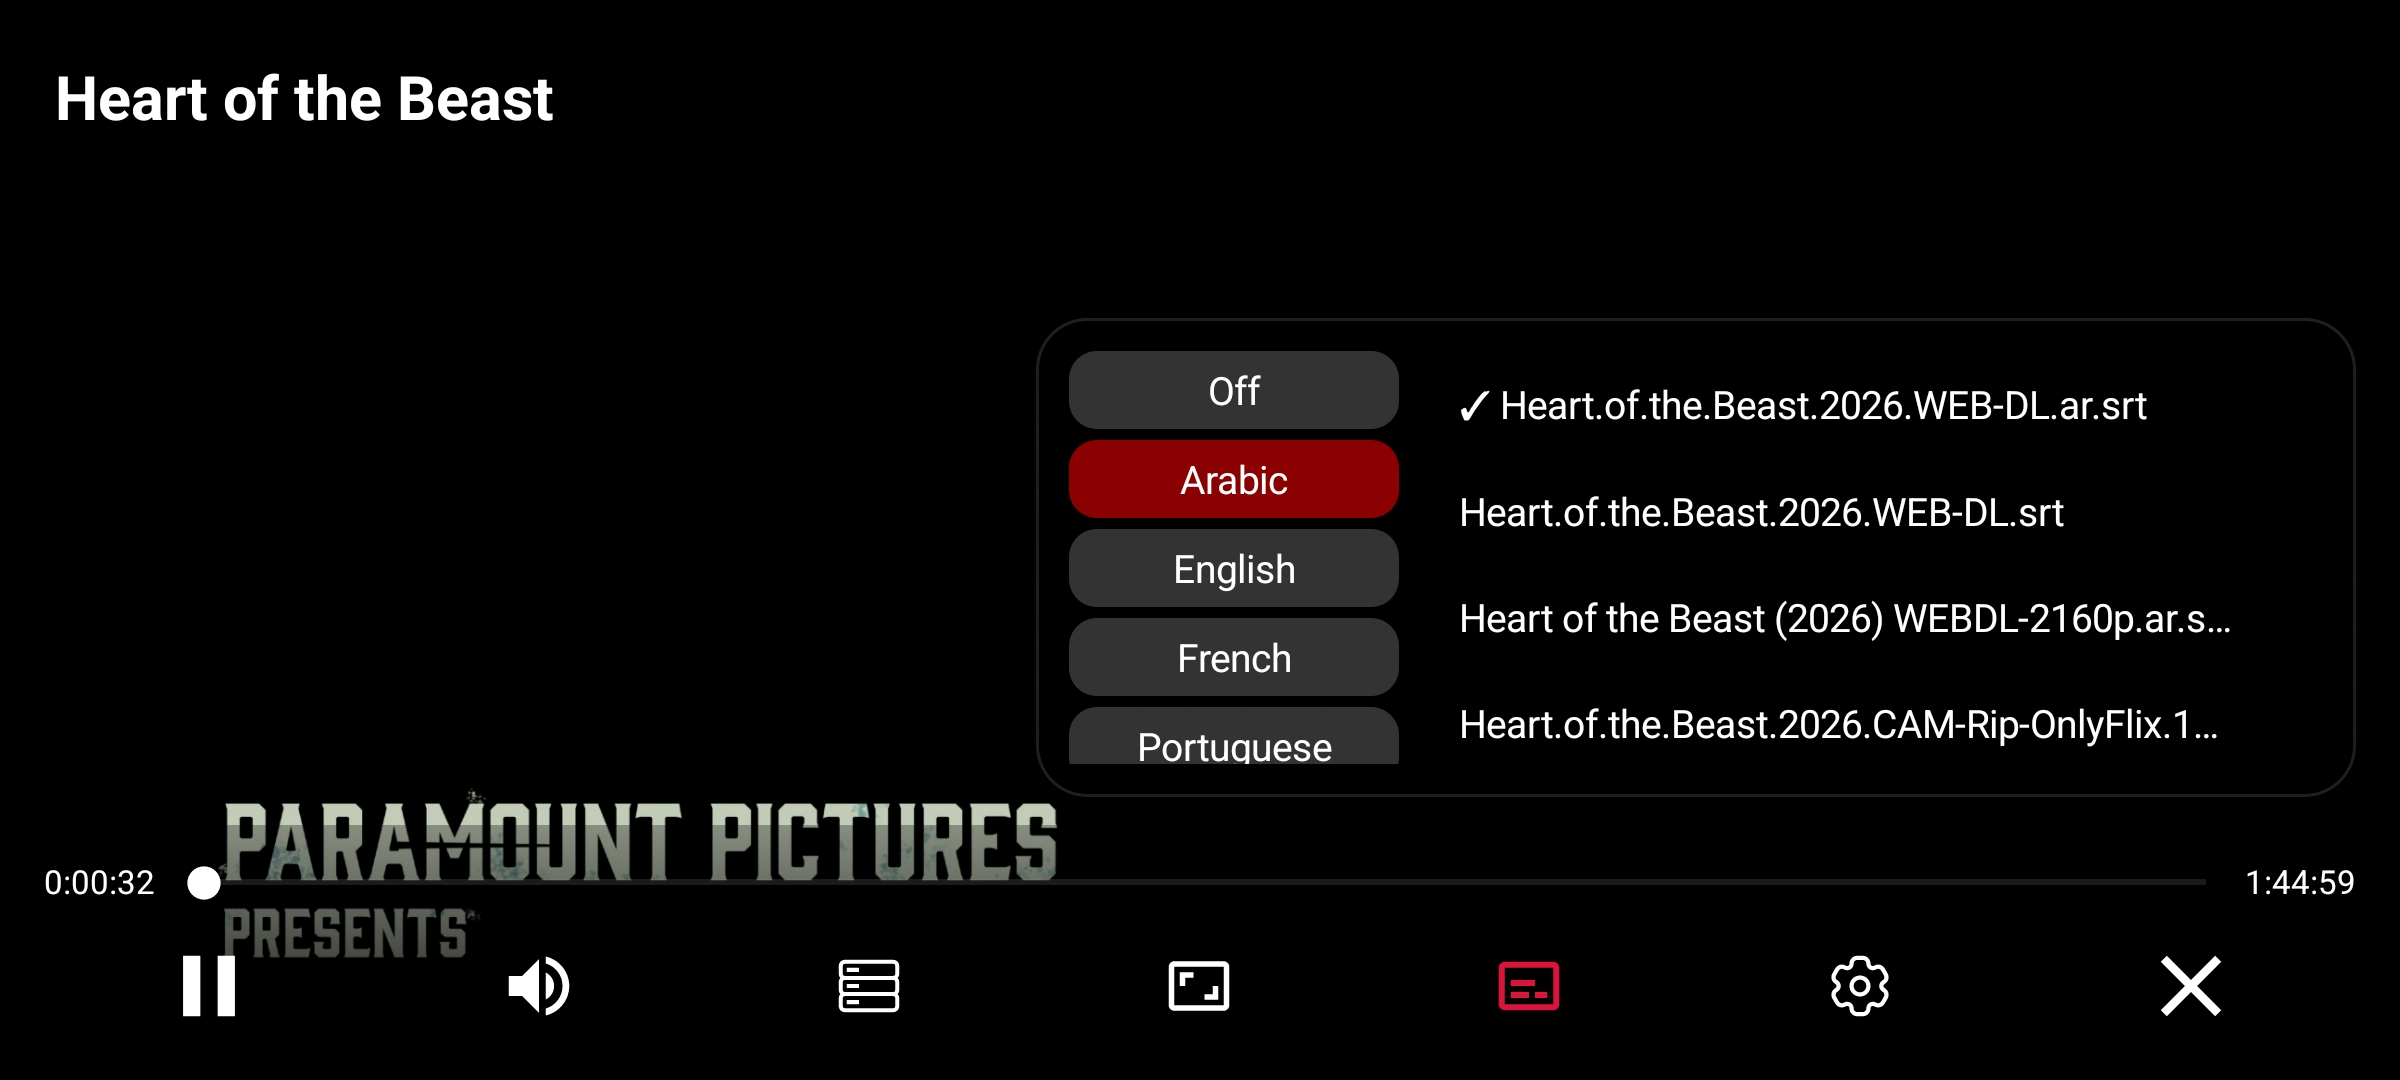 Heart of the Beast
Off
Arabic
English
French
Portuguese
✓ Heart.of.the.Beast.2026.WEB-DL.ar.srt
Heart.of.the.Beast.2026.WEB-DL.srt
Heart of the Beast (2026) WEBDL-2160p.ar.s...
Heart.of.the.Beast.2026.CAM-Rip-OnlyFlix.1...
PARAMOUNT PICTURES
0:00:32
1:44:59
PRESENTS